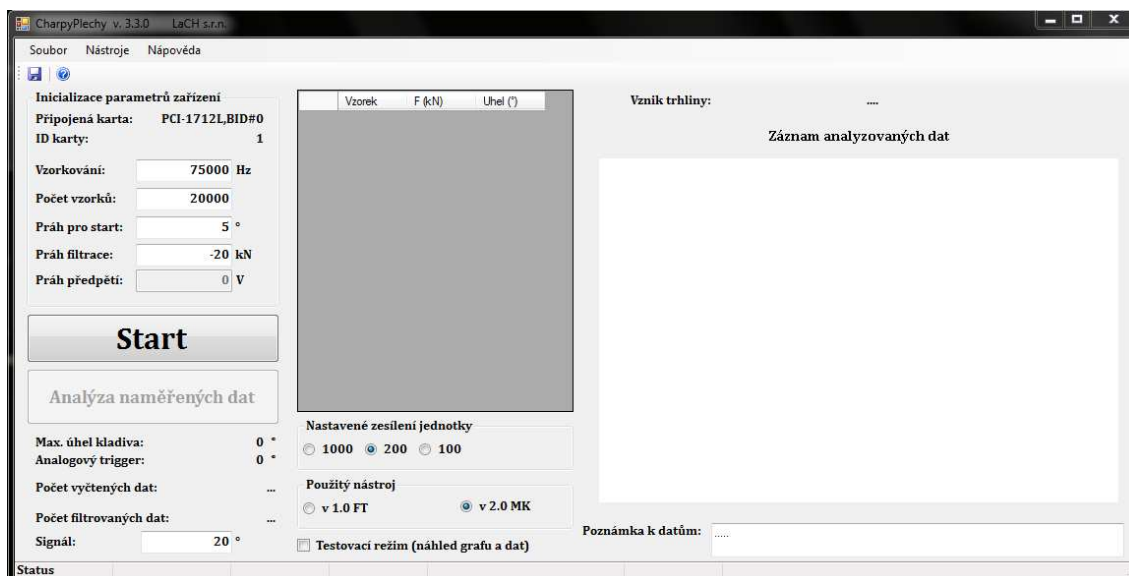 CharpyPlechy v. 3.3.0 LaCH s.r.n.
Soubor Nástroje Nápověda
Inicializace parametrů zařízení
Připojená karta: PCI-1712L,BID#0
ID karty: 1
Vzorkování: 75000 Hz
Počet vzorků: 20000
Práh pro start: 5 °
Práh filtrace: -20 kN
Práh předpětí: 0 V
Start
Analýza naměřených dat
Max. úhel kladiva: 0 °
Analogový trigger: 0 °
Počet vyčtených dat: ...
Počet filtrovaných dat: ...
Signál: 20 °
Vzorek F (kN) Uhel (°)
Nastavené zesílení jednotky
1000 200 100
Použitý nástroj
v 1.0 FT v 2.0 MK
Testovací režim (náhled grafu a dat)
Vznik trhliny: ....
Záznam analyzovaných dat
Poznámka k datům: .....
Status